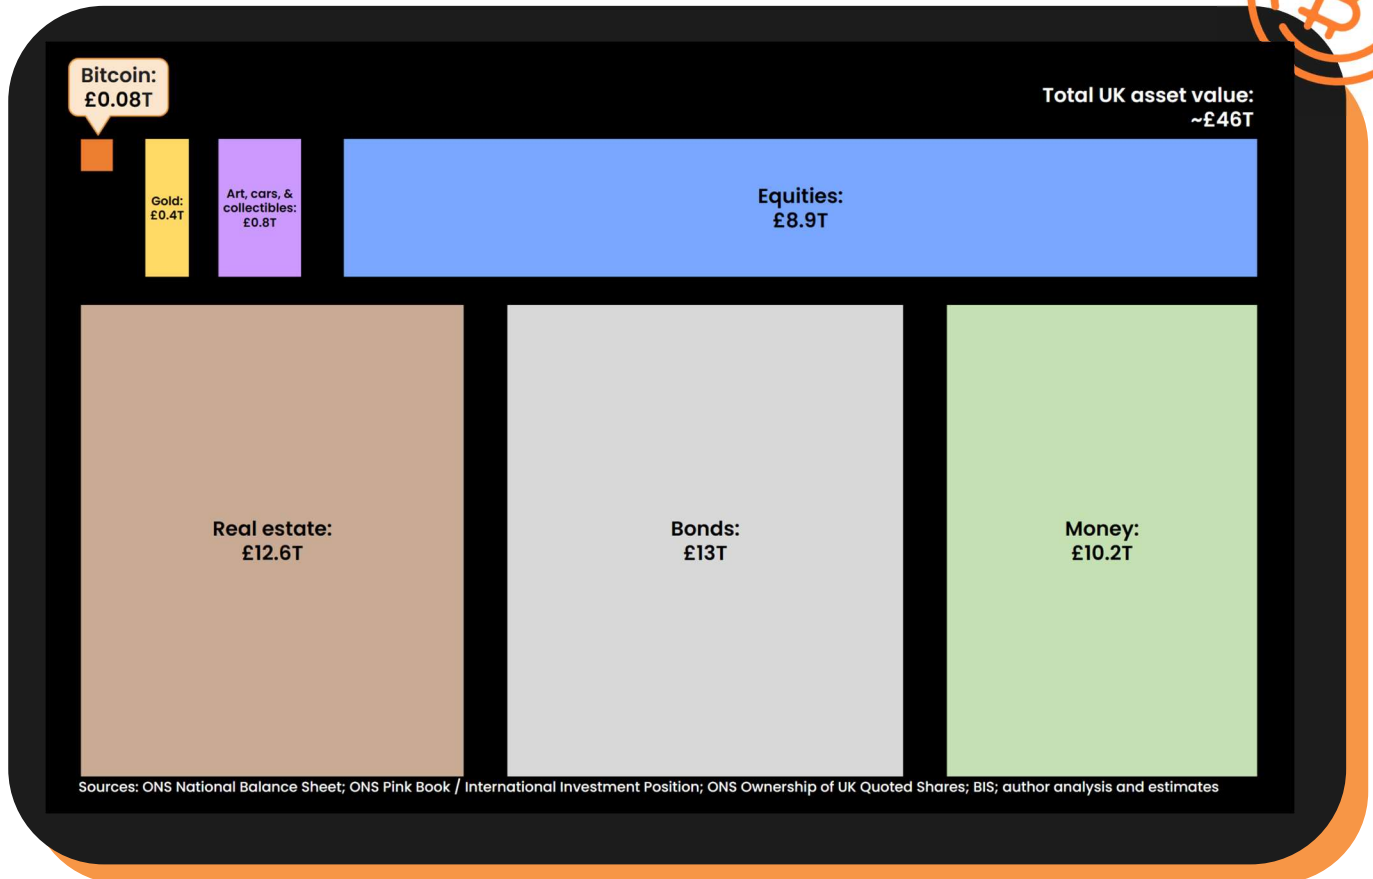 Bitcoin:
£0.08T
Total UK asset value:
~£46T
Gold:
£0.4T
Art, cars, &
collectibles:
£0.8T
Equities:
£8.9T
Real estate:
£12.6T
Bonds:
£13T
Money:
£10.2T
Sources: ONS National Balance Sheet; ONS Pink Book / International Investment Position; ONS Ownership of UK Quoted Shares; BIS; author analysis and estimates